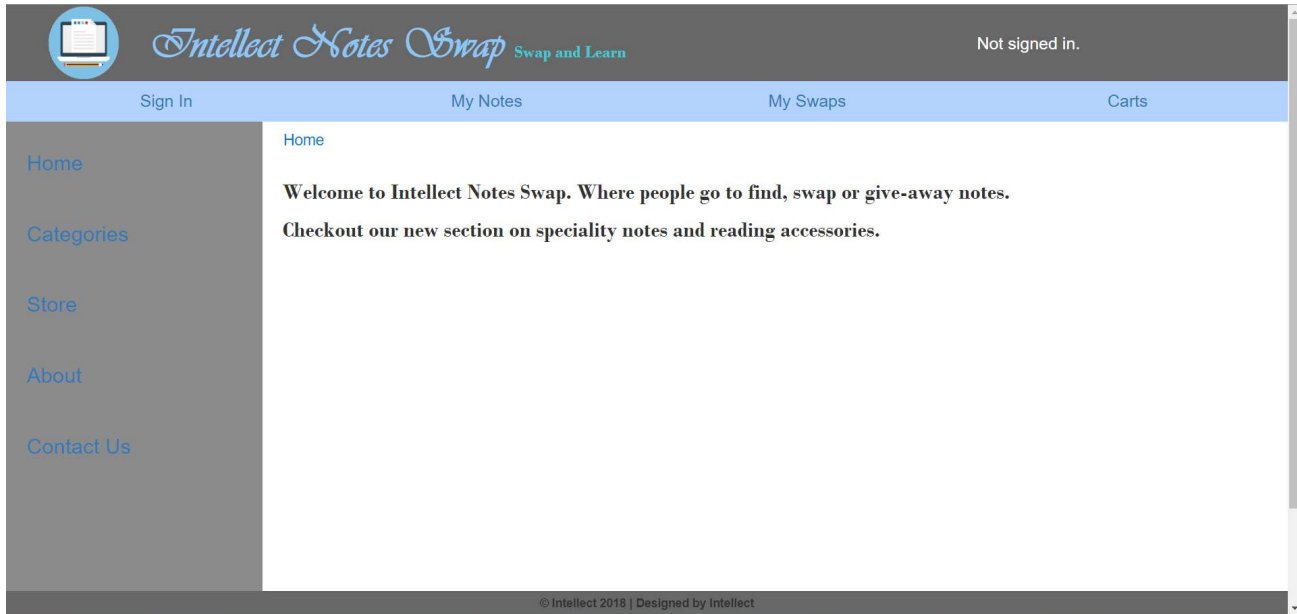 Intellect Notes Swap Swap and Learn
Not signed in.
Sign In My Notes My Swaps Carts
Home
Categories
Store
About
Contact Us
Home
Welcome to Intellect Notes Swap. Where people go to find, swap or give-away notes.
Checkout our new section on speciality notes and reading accessories.
© Intellect 2018 | Designed by Intellect